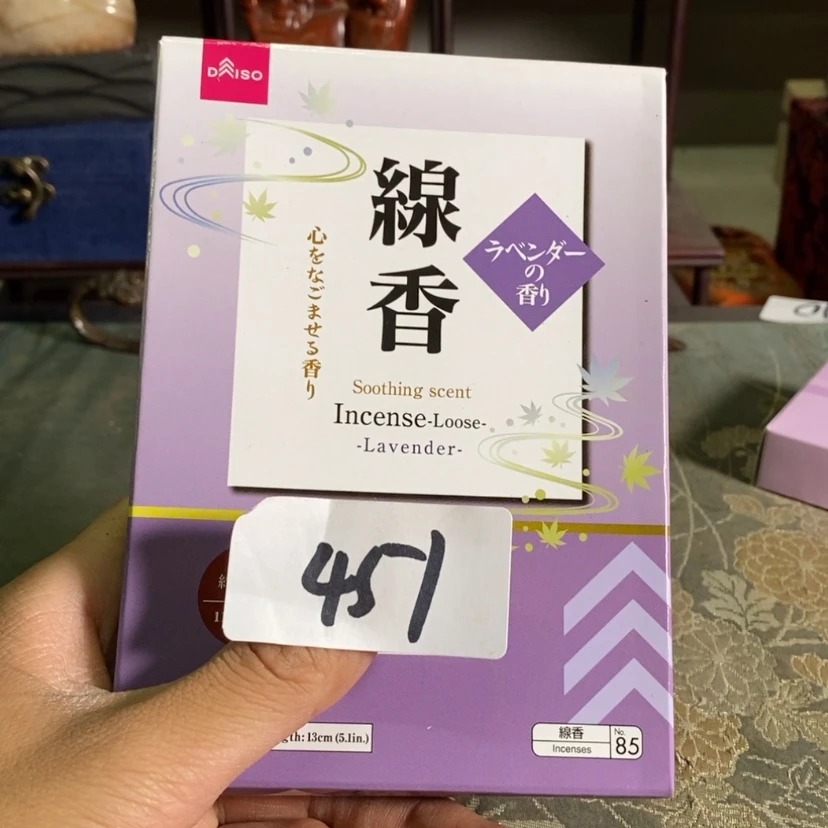 DAISO
線香
ラベンダー
の
香り
心をなごませる香り
Soothing scent
Incense-Loose-
-Lavender-
451
gth: 13cm (5.1in.)
線香
Incenses
No.
85